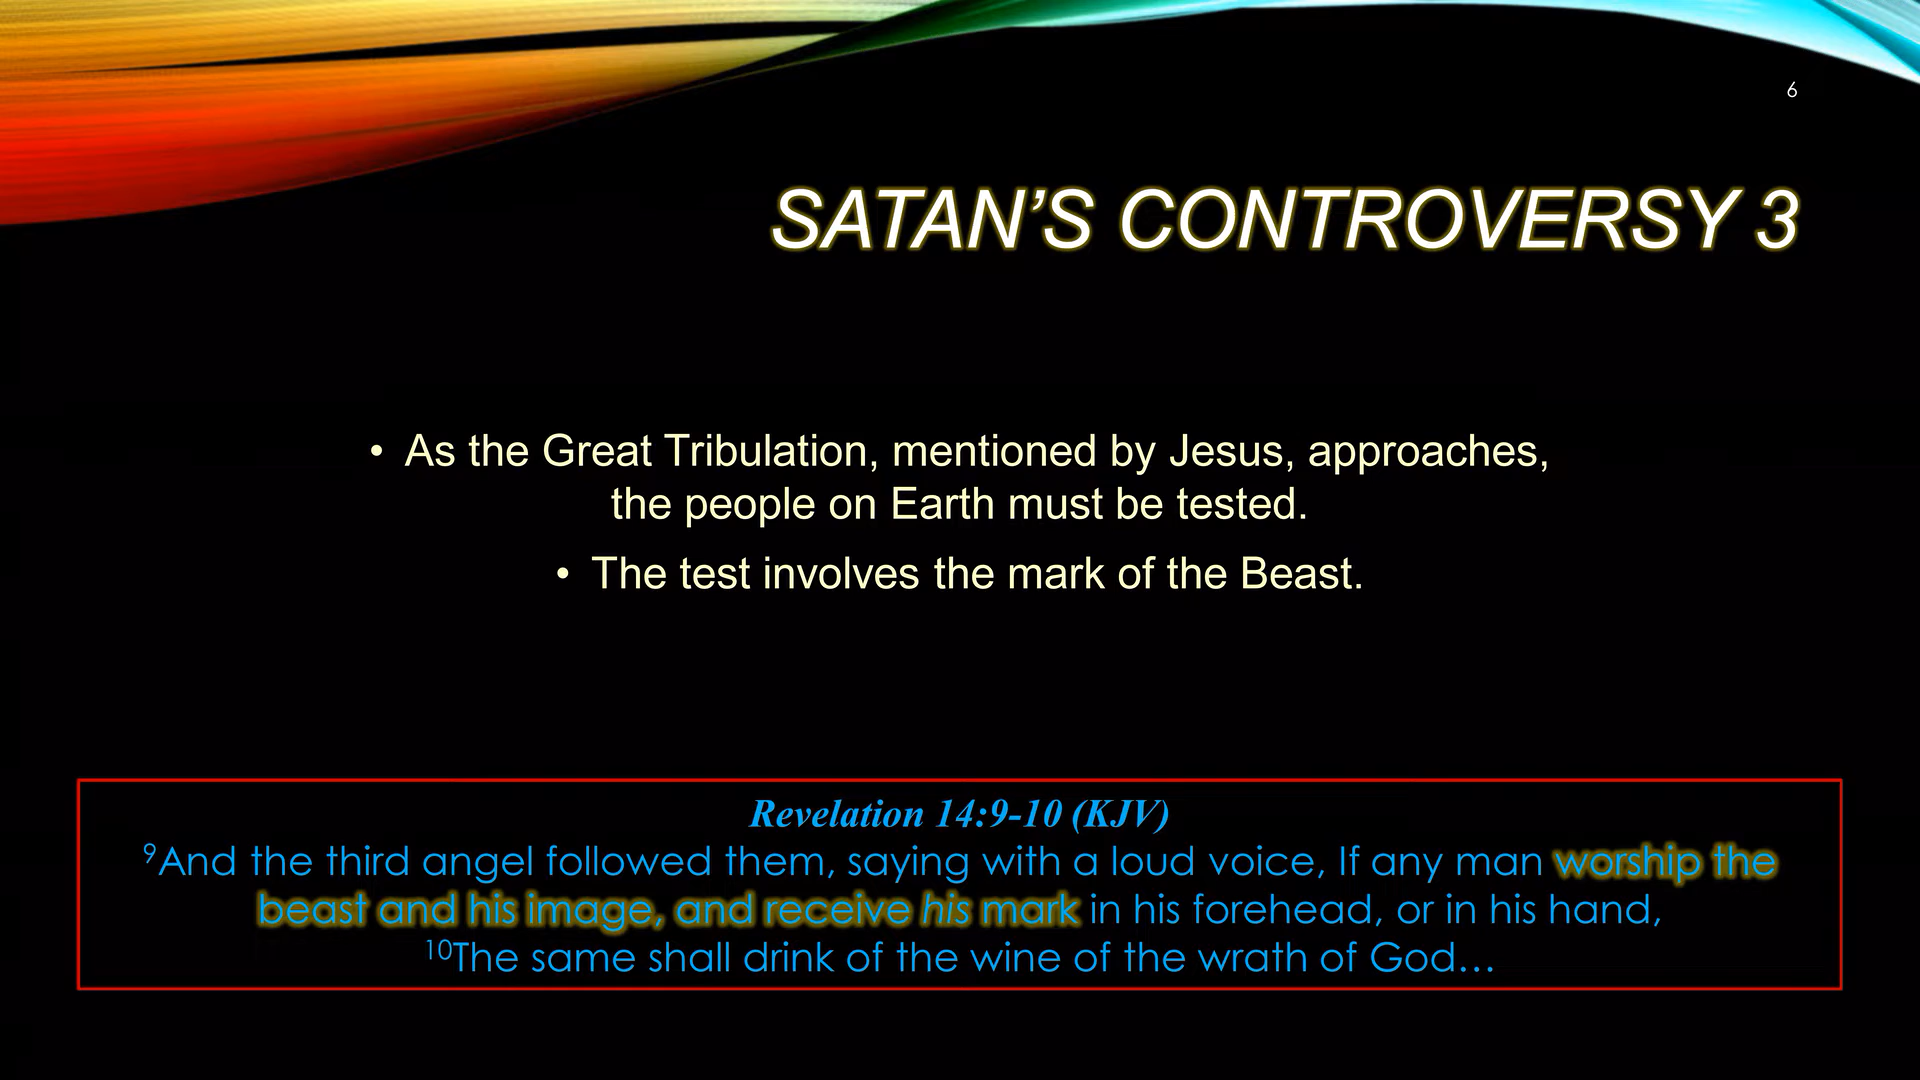 6
SATAN’S CONTROVERSY 3
• As the Great Tribulation, mentioned by Jesus, approaches,
the people on Earth must be tested.
• The test involves the mark of the Beast.
Revelation 14:9-10 (KJV)
9And the third angel followed them, saying with a loud voice, If any man worship the
beast and his image, and receive his mark in his forehead, or in his hand,
10The same shall drink of the wine of the wrath of God…